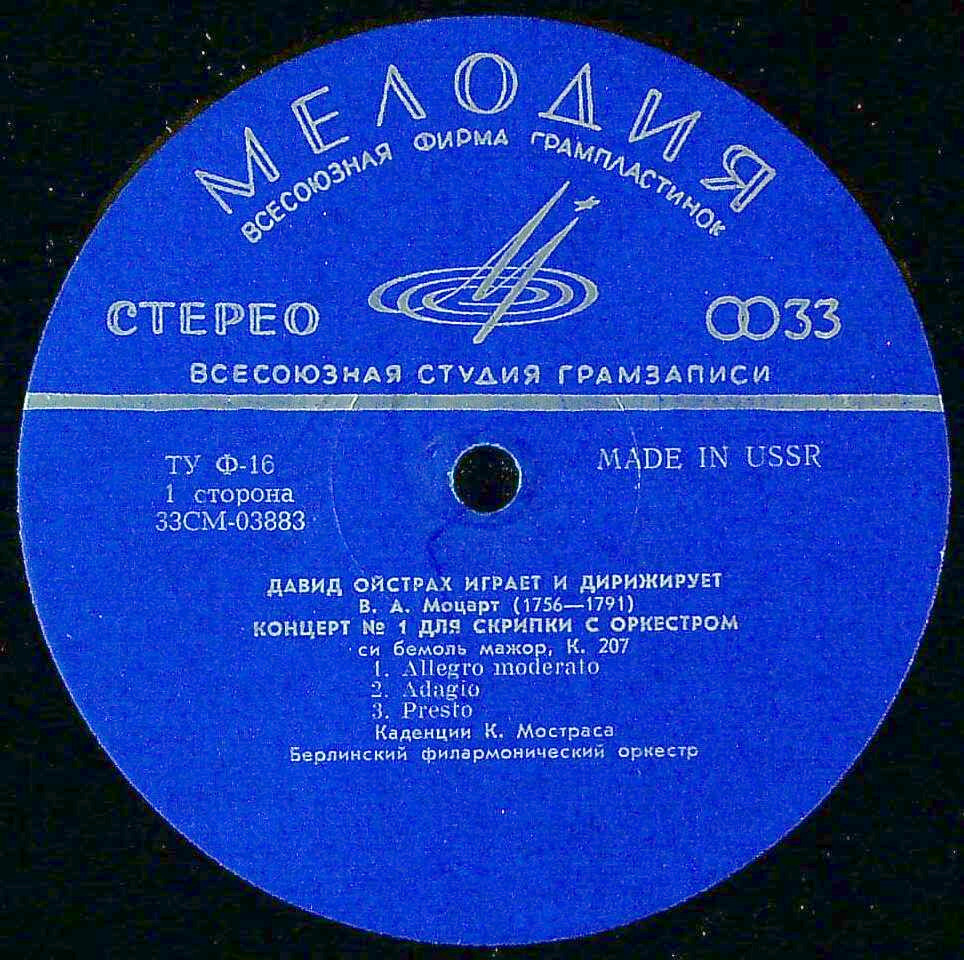 МЕЛОДИЯ
ВСЕСОЮЗНАЯ ФИРМА ГРАМПЛАСТИНОК
СТЕРЕО
33
ВСЕСОЮЗНАЯ СТУДИЯ ГРАМЗАПИСИ
ТУ Ф-16
MADE IN USSR
1 сторона
33СМ-03883
ДАВИД ОЙСТРАХ ИГРАЕТ И ДИРИЖИРУЕТ
В. А. Моцарт (1756—1791)
КОНЦЕРТ № 1 ДЛЯ СКРИПКИ С ОРКЕСТРОМ
си бемоль мажор, К. 207
1. Allegro moderato
2. Adagio
3. Presto
Каденции К. Мостраса
Берлинский филармонический оркестр